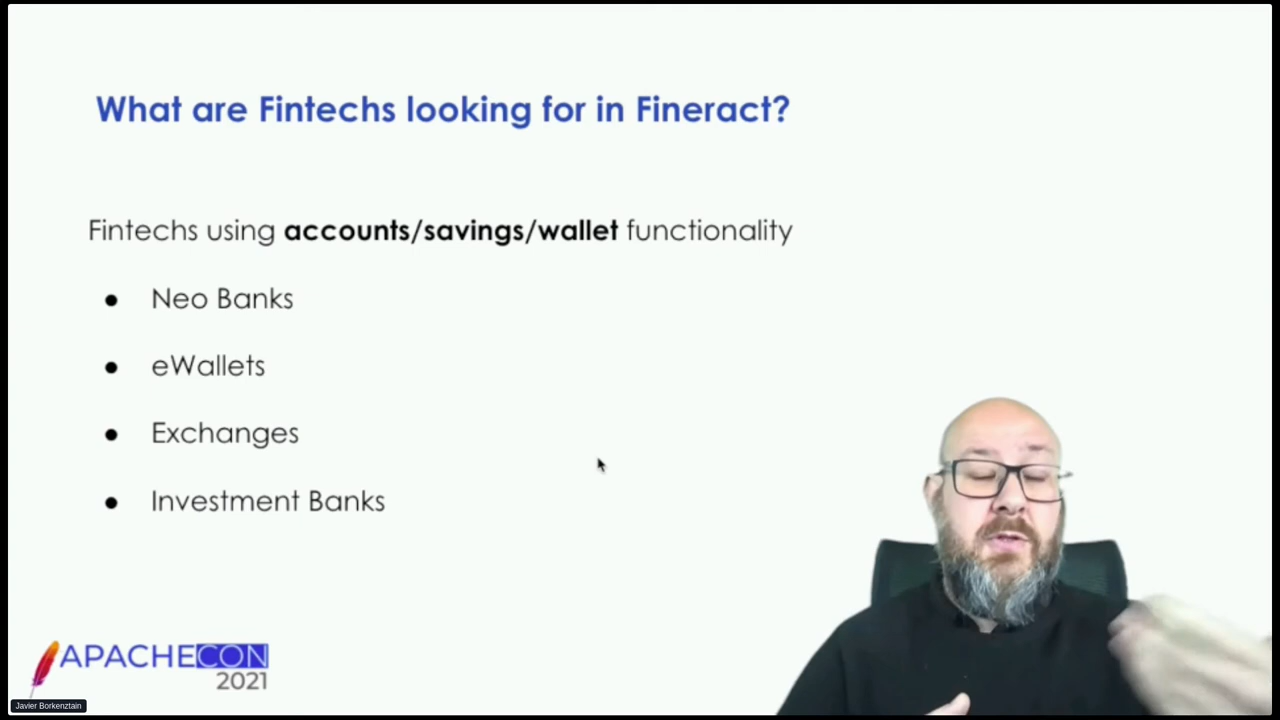 What are Fintechs looking for in Fineract?
Fintechs using accounts/savings/wallet functionality
● Neo Banks
● eWallets
● Exchanges
● Investment Banks
APACHECON
2021
Javier Borkenztain